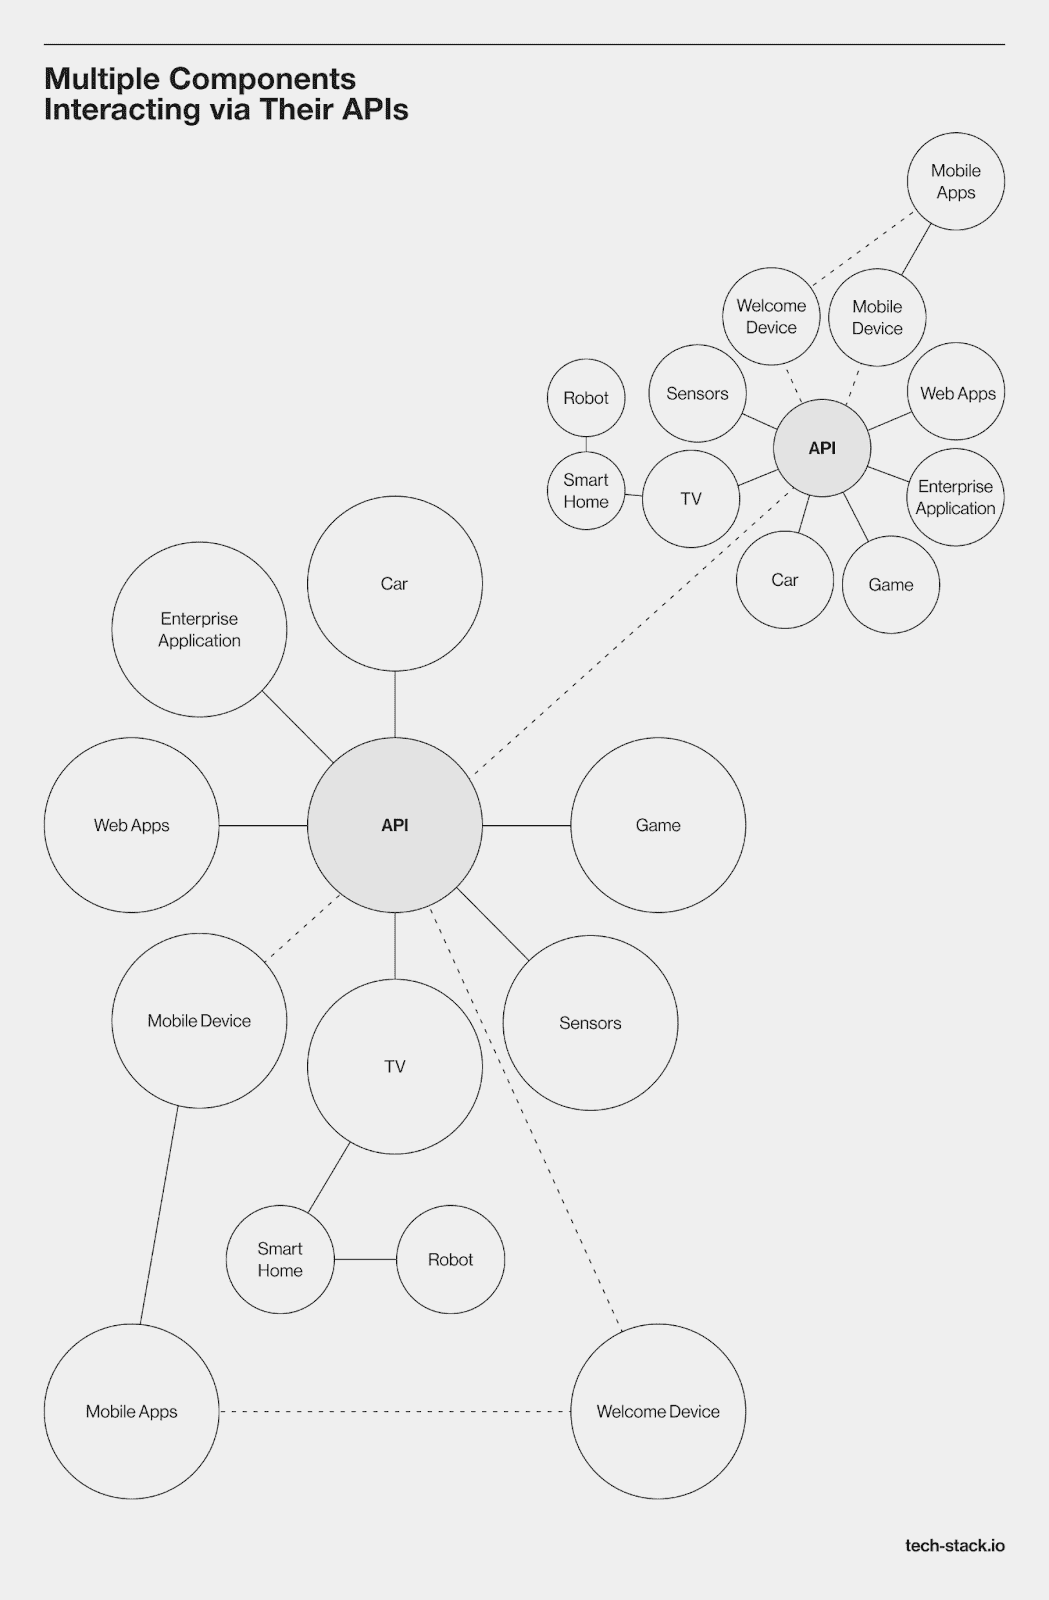 Multiple Components
Interacting via Their APIs
Mobile
Apps
Welcome
Device
Mobile
Device
Robot
Sensors
Web Apps
API
Smart
Home
TV
Enterprise
Application
Car
Game
Car
Enterprise
Application
Web Apps
API
Game
Mobile Device
TV
Sensors
Smart
Home
Robot
Mobile Apps
Welcome Device
tech-stack.io